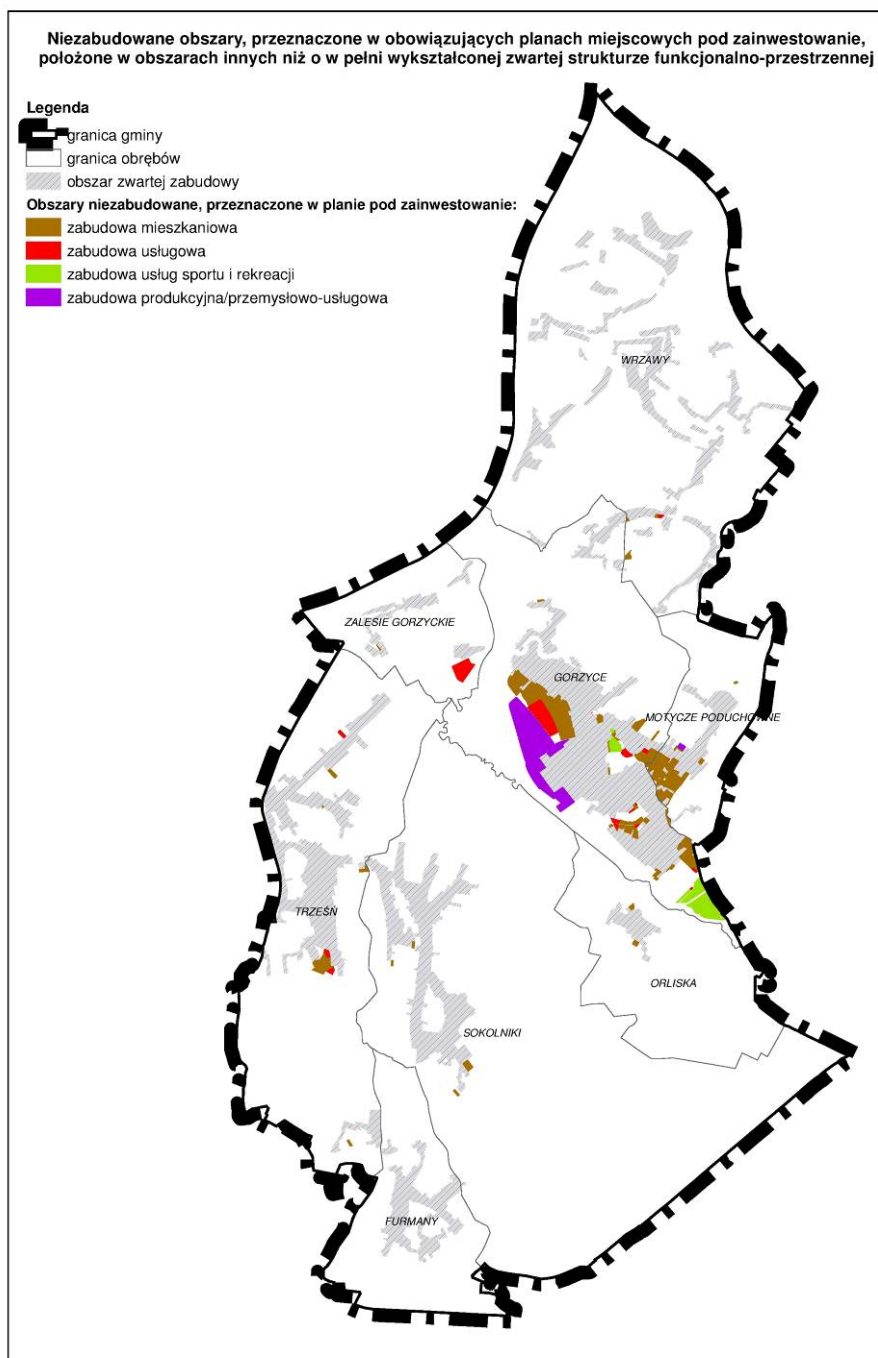 Niezabudowane obszary, przeznaczone w obowiązujących planach miejscowych pod zainwestowanie,
położone w obszarach innych niż o w pełni wykształconej zwartej strukturze funkcjonalno-przestrzennej
Legenda
granica gminy
granica obrębów
obszar zwartej zabudowy
Obszary niezabudowane, przeznaczone w planie pod zainwestowanie:
zabudowa mieszkaniowa
zabudowa usługowa
zabudowa usług sportu i rekreacji
zabudowa produkcyjna/przemysłowo-usługowa
WRZAWY
ZALESIE GORZYCKIE
GORZYCE
MOTYCZE PODUCHOWNE
TRZEŚŃ
ORLISKA
SOKOLNIKI
FURMANY